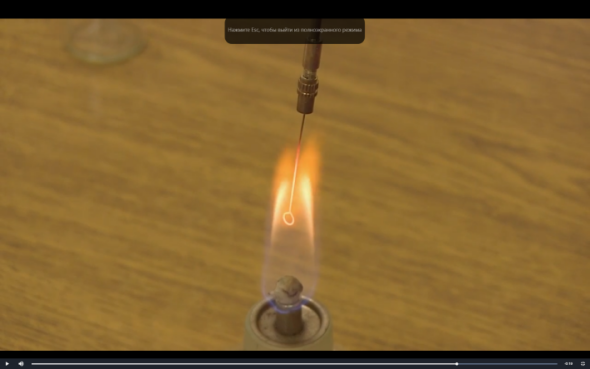 Нажмите Esc, чтобы выйти из полноэкранного режима